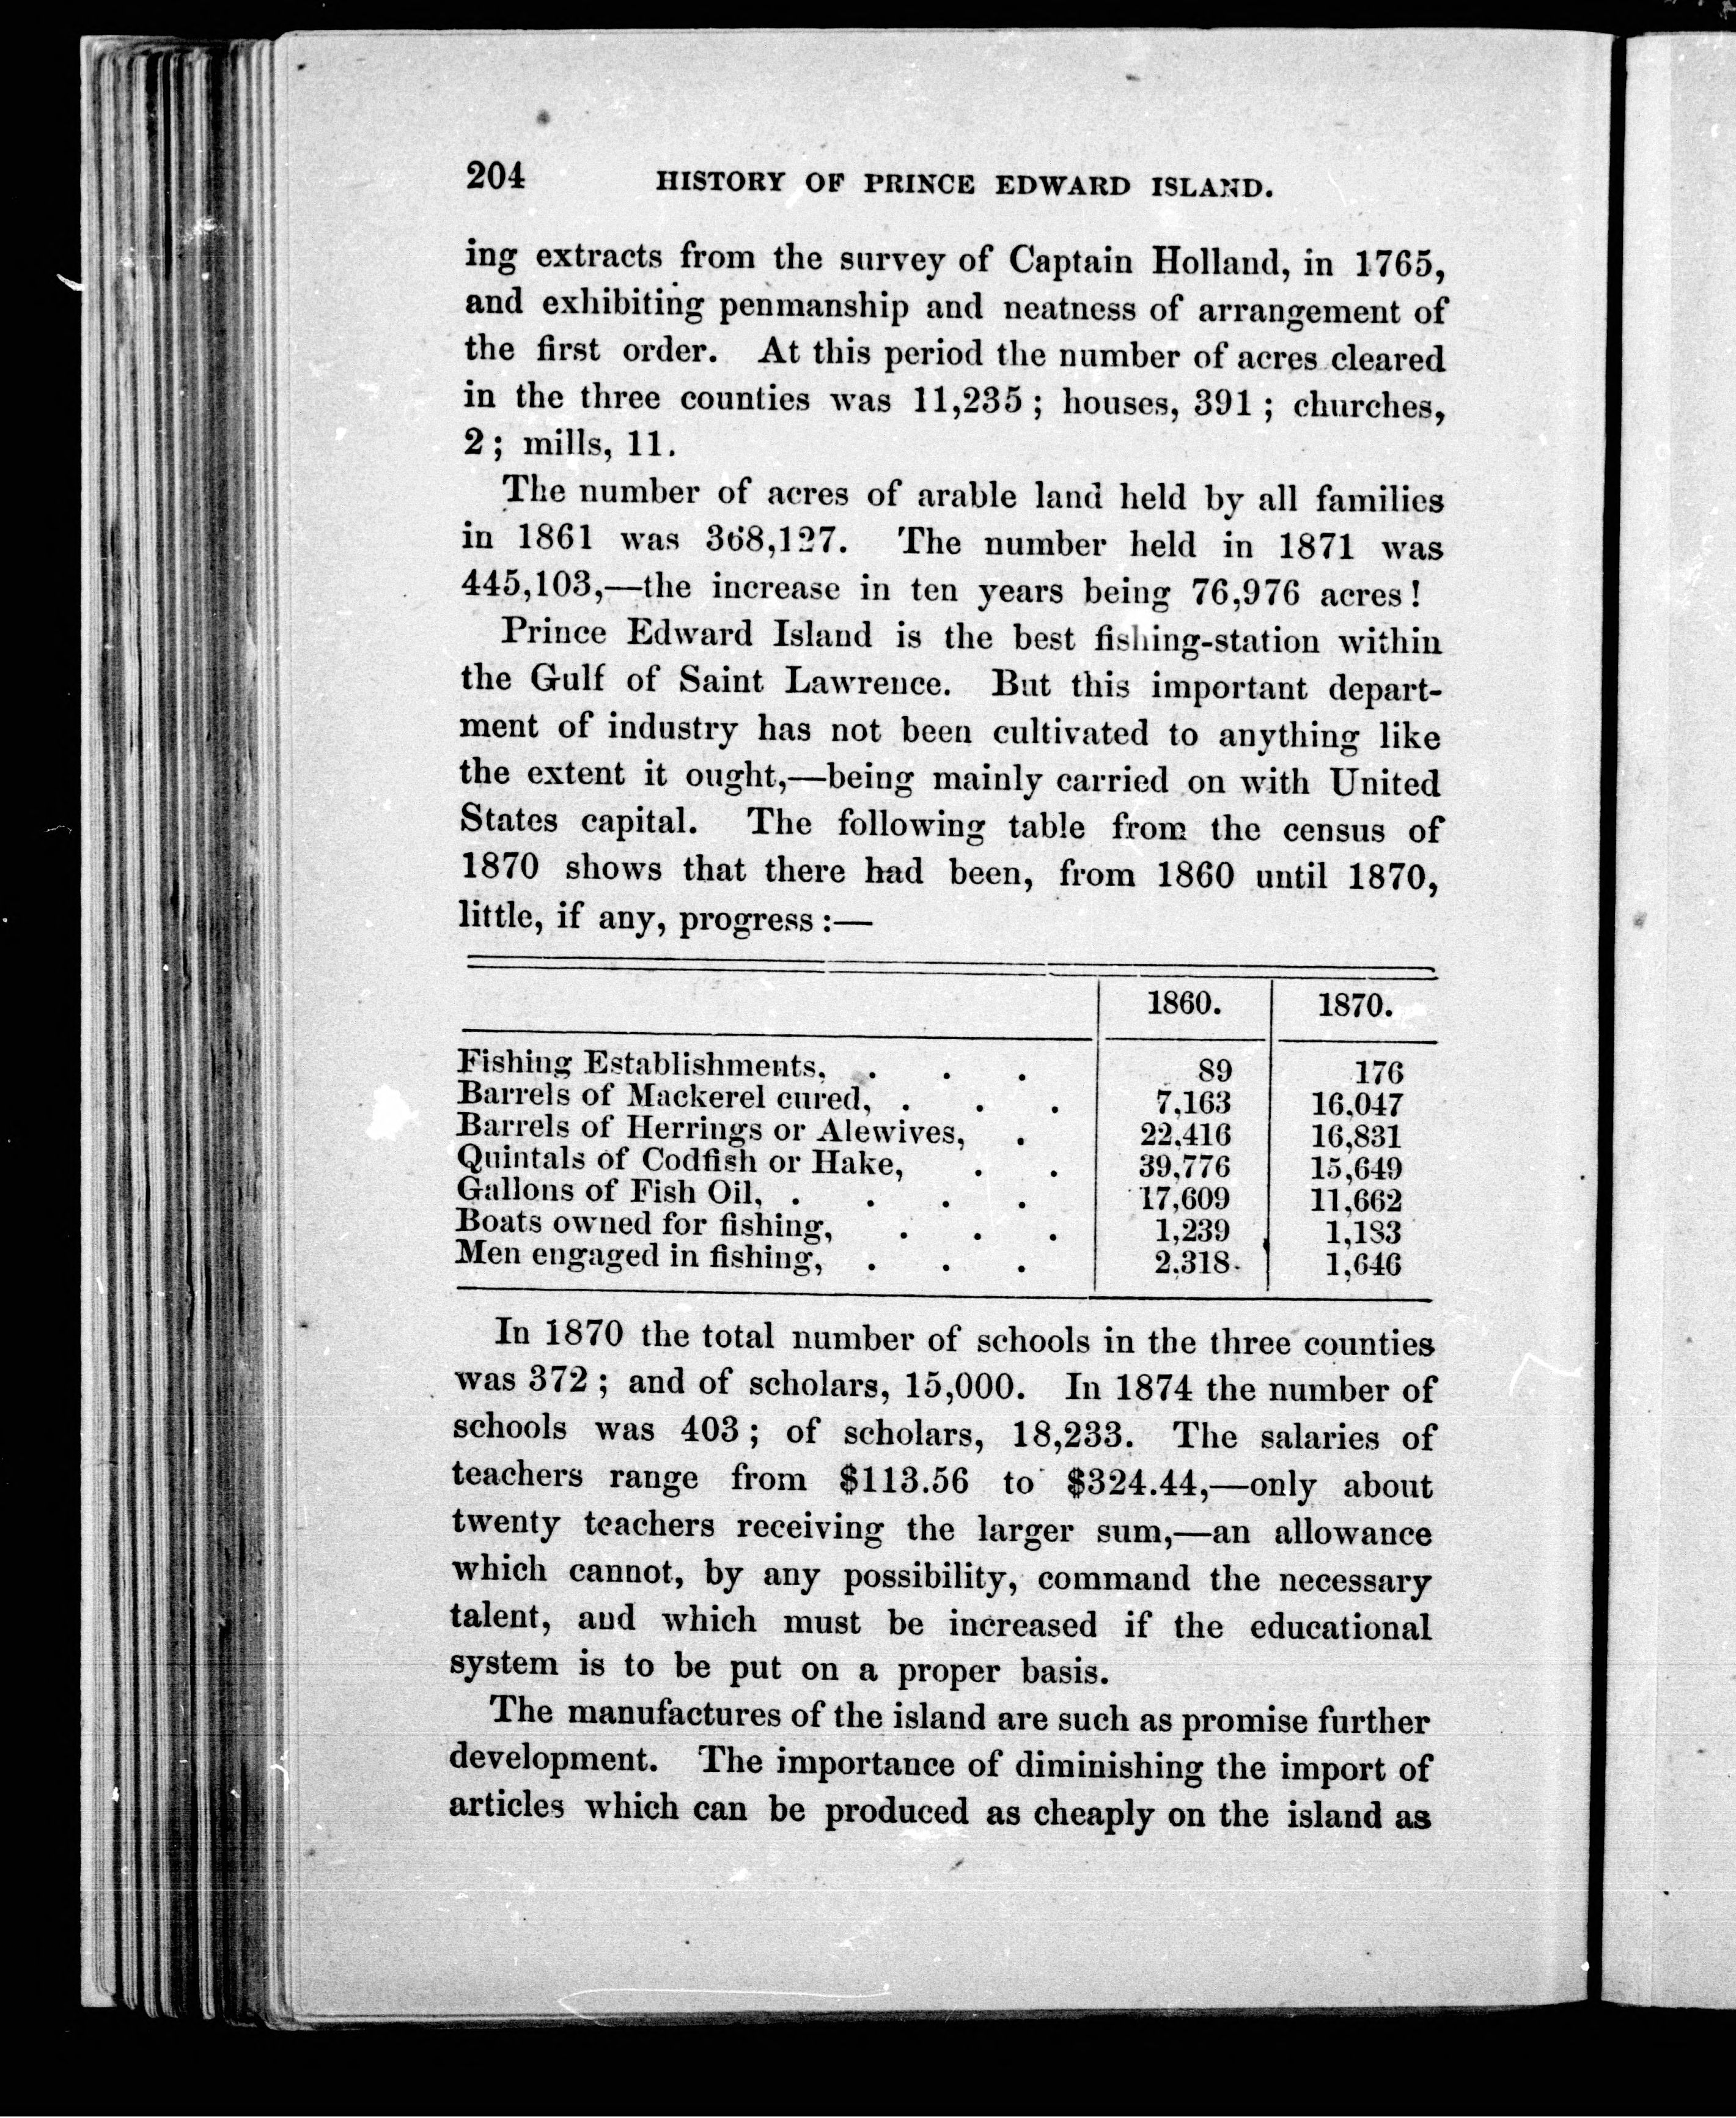 204 HISTORY OF PRINCE EDWARD ISLAND.
ing extracts from the survey of Captain Holland, in 1765,
and exhibiting penmanship and neatness of arrangement of
the first order. At this period the number of acres cleared
in the three counties was 11,235 ; houses, 391 ; churches,
2 ; mills, 11.
The number of acres of arable land held by all families
in 1861 was 368,127. The number held in 1871 was
445,103,—the increase in ten years being 76,976 acres!
Prince Edward Island is the best fishing-station within
the Gulf of Saint Lawrence. But this important depart-
ment of industry has not been cultivated to anything like
the extent it ought,—being mainly carried on with United
States capital. The following table from the census of
1870 shows that there had been, from 1860 until 1870,
little, if any, progress :—
1860. 1870.
Fishing Establishments, . . . 89 176
Barrels of Mackerel cured, . . . 7,163 16,047
Barrels of Herrings or Alewives, . 22,416 16,831
Quintals of Codfish or Hake, . . 39,776 15,649
Gallons of Fish Oil, . . . . 17,609 11,662
Boats owned for fishing, . . . 1,239 1,183
Men engaged in fishing, . . . 2,318 1,646
In 1870 the total number of schools in the three counties
was 372 ; and of scholars, 15,000. In 1874 the number of
schools was 403 ; of scholars, 18,233. The salaries of
teachers range from $113.56 to $324.44,—only about
twenty teachers receiving the larger sum,—an allowance
which cannot, by any possibility, command the necessary
talent, and which must be increased if the educational
system is to be put on a proper basis.
The manufactures of the island are such as promise further
development. The importance of diminishing the import of
articles which can be produced as cheaply on the island as